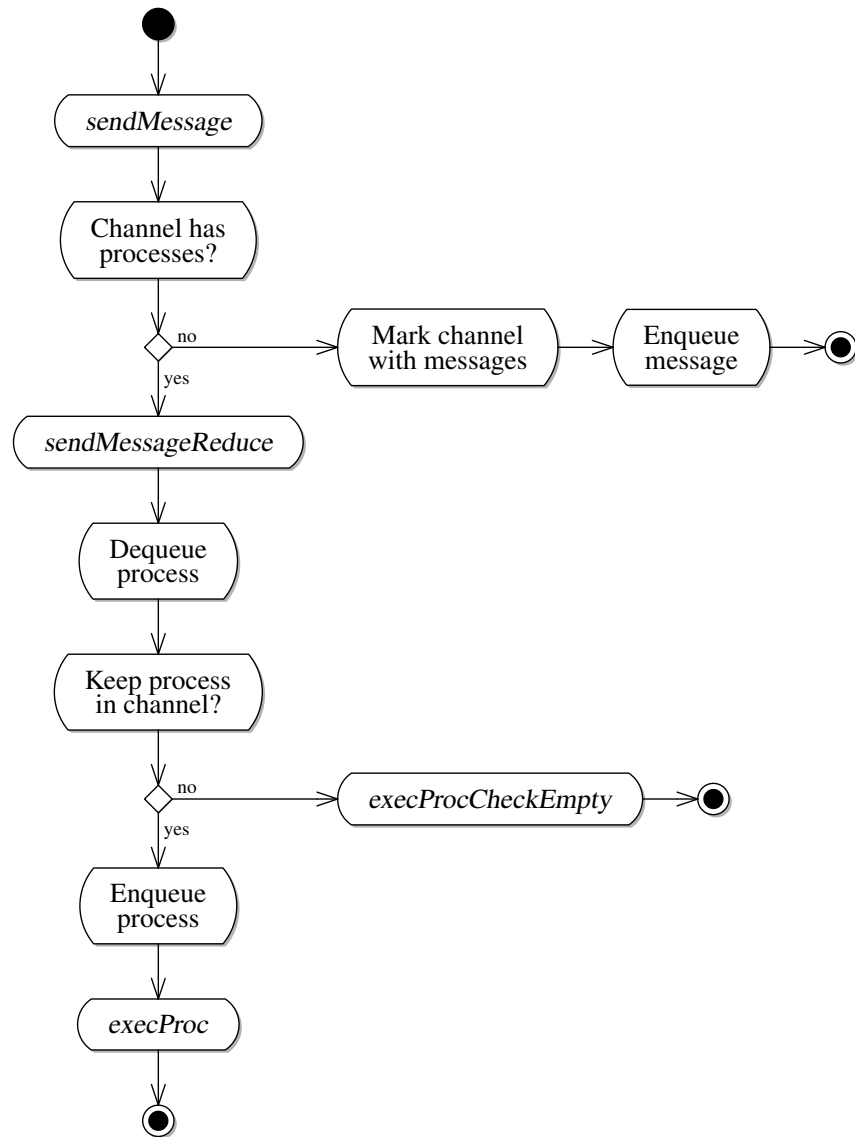 sendMessage
Channel has
processes?
no
Mark channel
with messages
Enqueue
message
yes
sendMessageReduce
Dequeue
process
Keep process
in channel?
no
execProcCheckEmpty
yes
Enqueue
process
execProc